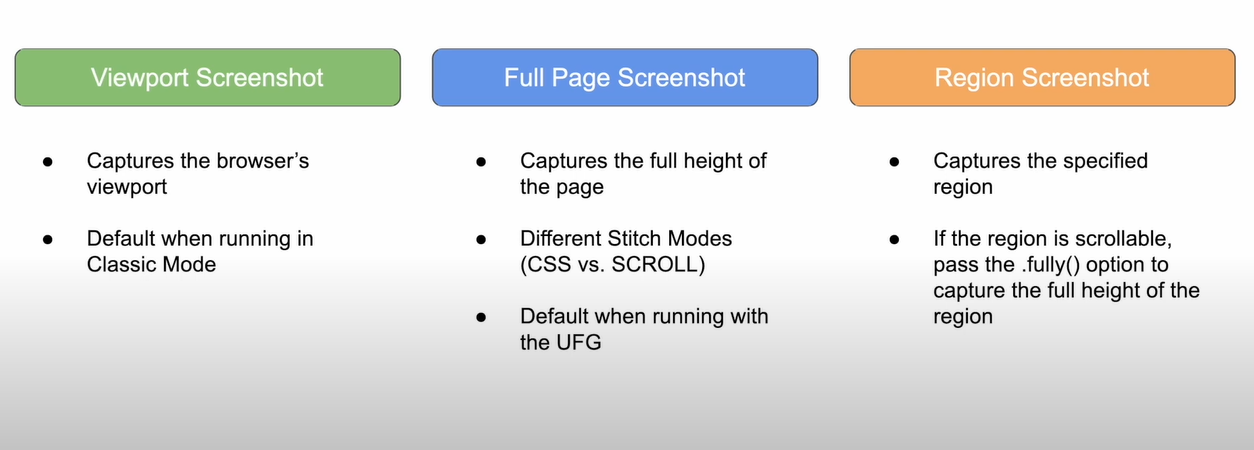 Viewport Screenshot
● Captures the browser's
viewport
● Default when running in
Classic Mode
Full Page Screenshot
● Captures the full height of
the page
● Different Stitch Modes
(CSS vs. SCROLL)
● Default when running with
the UFG
Region Screenshot
● Captures the specified
region
● If the region is scrollable,
pass the .fully() option to
capture the full height of the
region